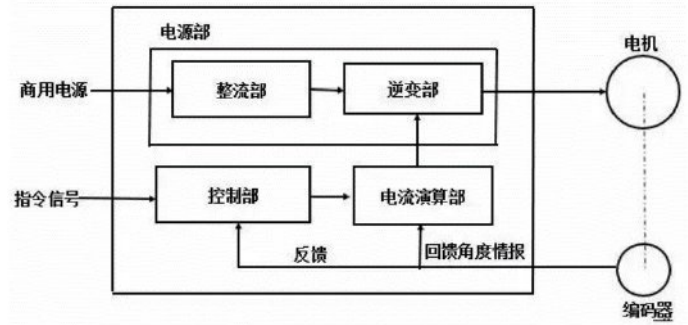 电源部
电机
商用电源
整流部
逆变部
指令信号
控制部
电流演算部
反馈
回馈角度情报
编码器